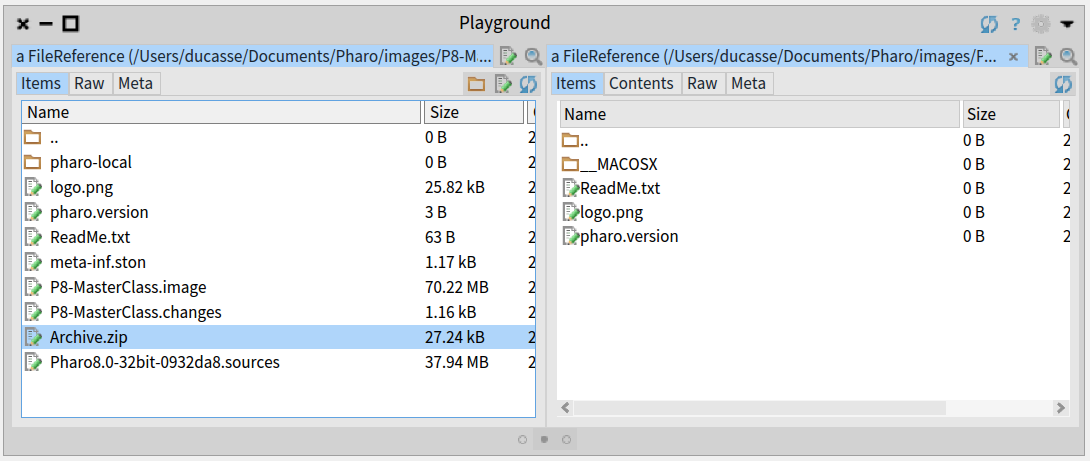 Playground
?
a FileReference (/Users/ducasse/Documents/Pharo/images/P8-M...
Items Raw Meta
Name Size
.. 0 B 2
pharo-local 0 B 2
logo.png 25.82 kB 2
pharo.version 3 B 2
ReadMe.txt 63 B 2
meta-inf.ston 1.17 kB 2
P8-MasterClass.image 70.22 MB 2
P8-MasterClass.changes 1.16 kB 2
Archive.zip 27.24 kB 2
Pharo8.0-32bit-0932da8.sources 37.94 MB 2
a FileReference (/Users/ducasse/Documents/Pharo/images/F...
Items Contents Raw Meta
Name Size
.. 0 B 2
__MACOSX 0 B 2
ReadMe.txt 0 B 2
logo.png 0 B 2
pharo.version 0 B 2